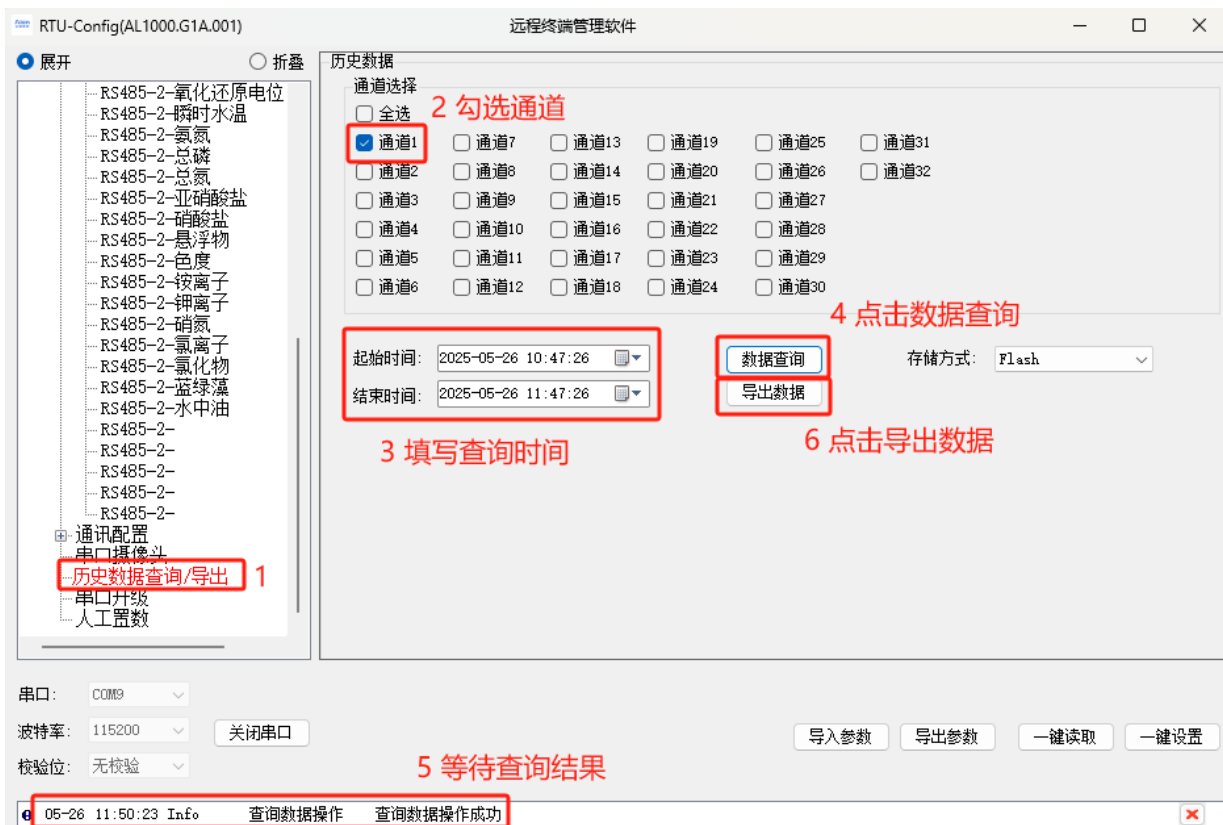 RTU-Config(AL1000.G1A.001) 远程终端管理软件
展开 折叠
RS485-2-氧化还原电位
RS485-2-瞬时水温
RS485-2-氨氮
RS485-2-总磷
RS485-2-总氮
RS485-2-亚硝酸盐
RS485-2-硝酸盐
RS485-2-悬浮物
RS485-2-色度
RS485-2-铵离子
RS485-2-钾离子
RS485-2-硝氮
RS485-2-氯离子
RS485-2-氯化物
RS485-2-蓝绿藻
RS485-2-水中油
RS485-2-
RS485-2-
RS485-2-
RS485-2-
RS485-2-
通讯配置
串口摄像头
历史数据查询/导出 1
串口升级
人工置数
历史数据
通道选择
全选 2 勾选通道
通道1 通道7 通道13 通道19 通道25 通道31
通道2 通道8 通道14 通道20 通道26 通道32
通道3 通道9 通道15 通道21 通道27
通道4 通道10 通道16 通道22 通道28
通道5 通道11 通道17 通道23 通道29
通道6 通道12 通道18 通道24 通道30
4 点击数据查询
起始时间: 2025-05-26 10:47:26 数据查询 存储方式: Flash
结束时间: 2025-05-26 11:47:26 导出数据
3 填写查询时间 6 点击导出数据
串口: COM9
波特率: 115200 关闭串口 导入参数 导出参数 一键读取 一键设置
校验位: 无校验
5 等待查询结果
05-26 11:50:23 Info 查询数据操作 查询数据操作成功